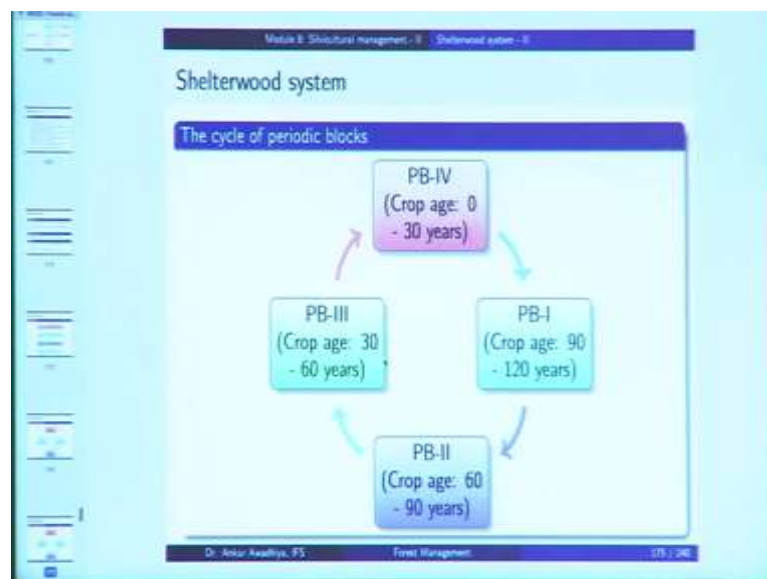 Module 8: Silvicultural management - II Shelterwood system - II
Shelterwood system
The cycle of periodic blocks
PB-IV
(Crop age: 0
- 30 years)
PB-III
(Crop age: 30
- 60 years)
PB-I
(Crop age: 90
- 120 years)
PB-II
(Crop age: 60
- 90 years)
Dr. Ankur Awadhiya, IFS Forest Management 175 / 240